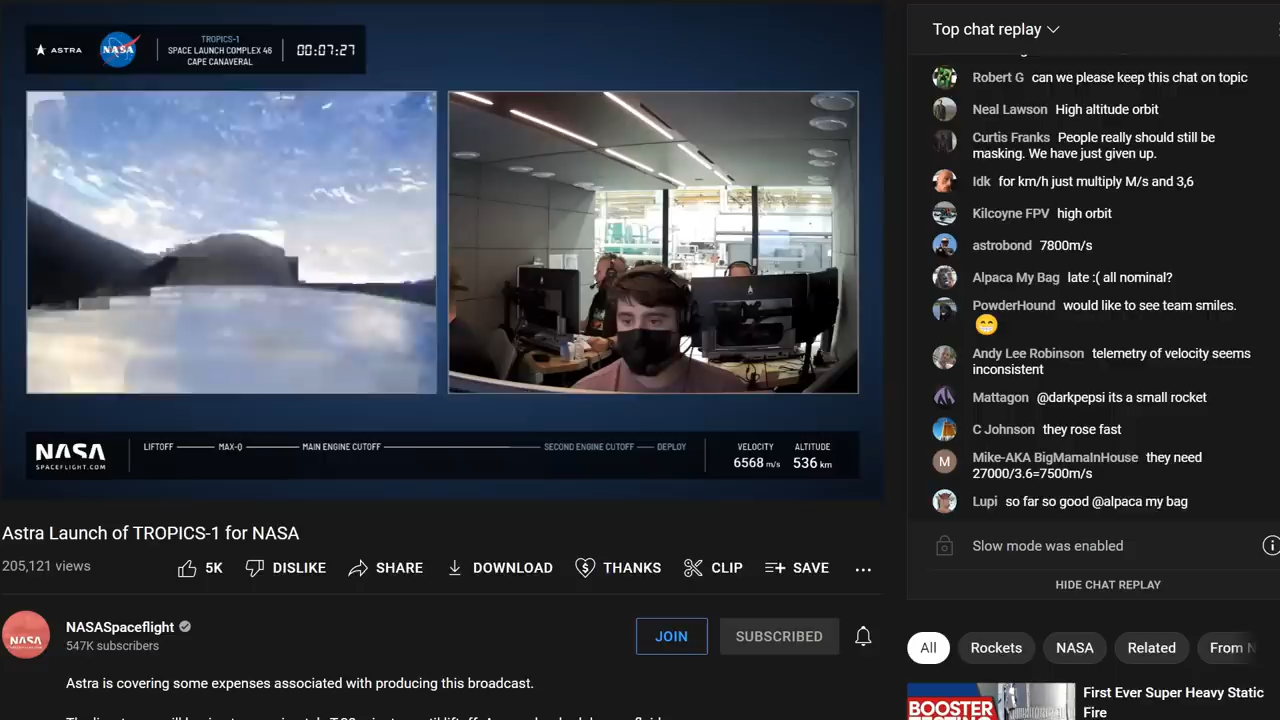 ASTRA
NASA
TROPICS-1
SPACE LAUNCH COMPLEX 46
CAPE CANAVERAL
00:07:27
NASA
SPACEFLIGHT.COM
LIFTOFF
MAX-Q
MAIN ENGINE CUTOFF
SECOND ENGINE CUTOFF
DEPLOY
VELOCITY
6568 m/s
ALTITUDE
536 km
Astra Launch of TROPICS-1 for NASA
205,121 views
5K
DISLIKE
SHARE
DOWNLOAD
THANKS
CLIP
SAVE
NASA
NASASpaceflight
547K subscribers
JOIN
SUBSCRIBED
Astra is covering some expenses associated with producing this broadcast.
Top chat replay
Robert G can we please keep this chat on topic
Neal Lawson High altitude orbit
Curtis Franks People really should still be
masking. We have just given up.
Idk for km/h just multiply M/s and 3,6
Kilcoyne FPV high orbit
astrobond 7800m/s
Alpaca My Bag late :( all nominal?
PowderHound would like to see team smiles.
😁
Andy Lee Robinson telemetry of velocity seems
inconsistent
Mattagon @darkpepsi its a small rocket
C Johnson they rose fast
M
Mike-AKA BigMamaInHouse they need
27000/3.6=7500m/s
Lupi so far so good @alpaca my bag
Slow mode was enabled
HIDE CHAT REPLAY
All
Rockets
NASA
Related
From N
BOOSTER
First Ever Super Heavy Static
Fire